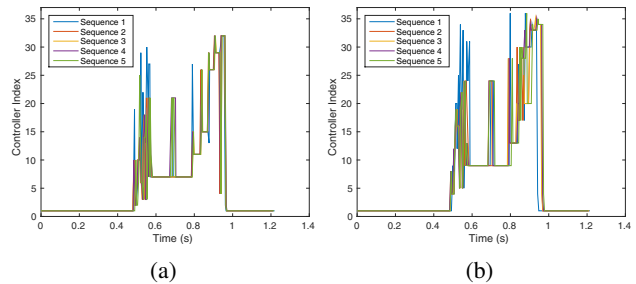 35
30
25
20
15
10
5
0
Controller Index
Sequence 1
Sequence 2
Sequence 3
Sequence 4
Sequence 5
0 0.2 0.4 0.6 0.8 1 1.2 1.4
Time (s)
(a)
35
30
25
20
15
10
5
0
Controller Index
Sequence 1
Sequence 2
Sequence 3
Sequence 4
Sequence 5
0 0.2 0.4 0.6 0.8 1 1.2 1.4
Time (s)
(b)